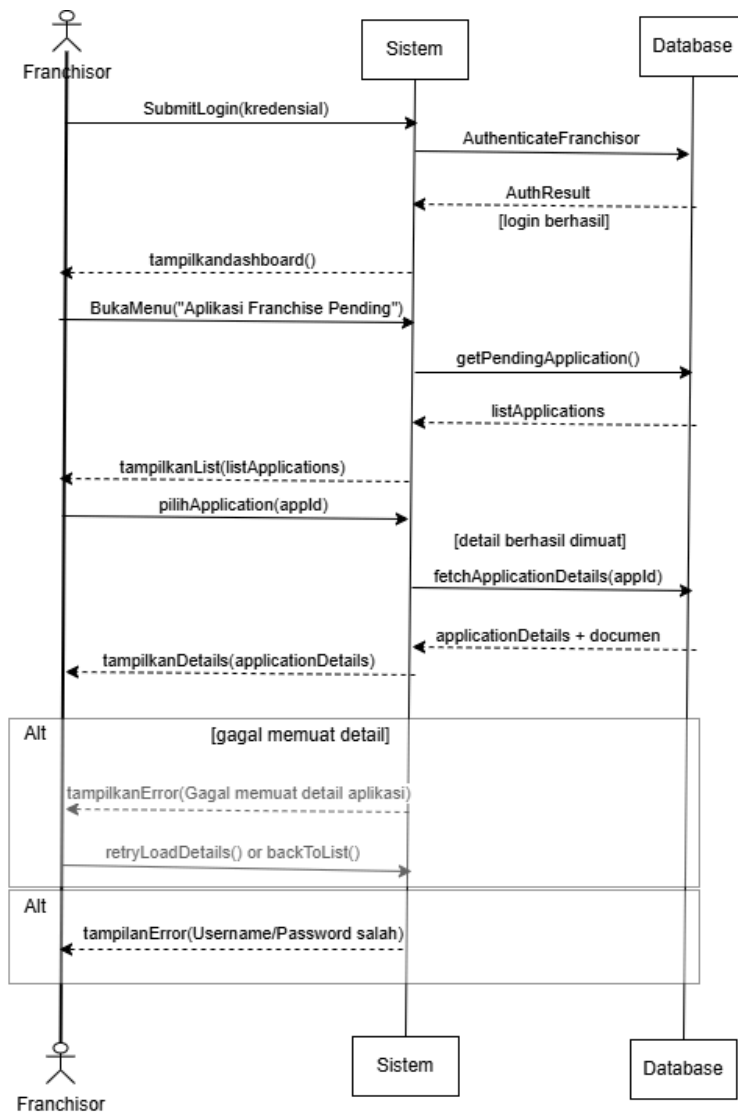 Franchisor
Sistem
Database
SubmitLogin(kredensial)
AuthenticateFranchisor
AuthResult
[login berhasil]
tampilkandashboard()
BukaMenu("Aplikasi Franchise Pending")
getPendingApplication()
listApplications
tampilkanList(listApplications)
pilihApplication(appId)
[detail berhasil dimuat]
fetchApplicationDetails(appId)
applicationDetails + documen
tampilkanDetails(applicationDetails)
Alt
[gagal memuat detail]
tampilkanError(Gagal memuat detail aplikasi)
retryLoadDetails() or backToList()
Alt
tampilanError(Username/Password salah)
Sistem
Database
Franchisor